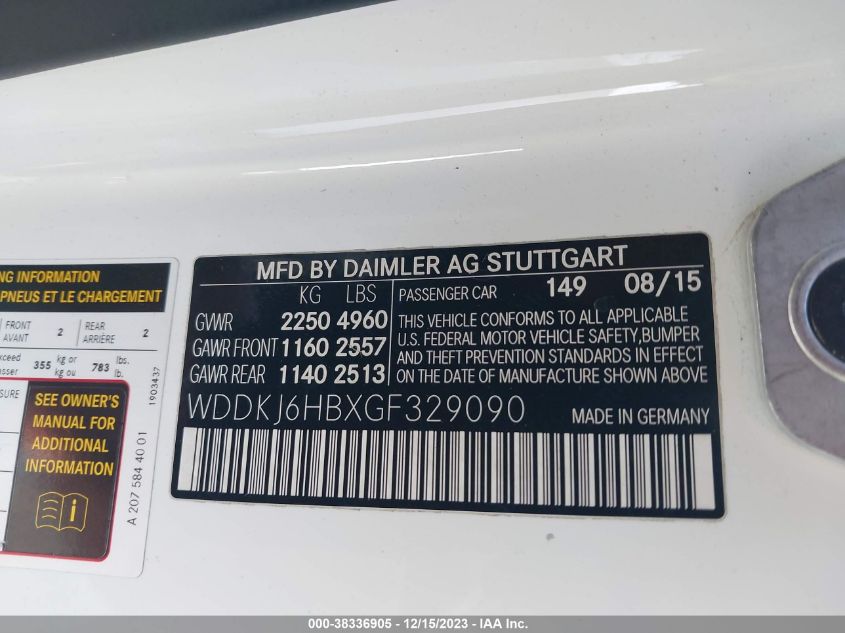 NG INFORMATION
PNEUS ET LE CHARGEMENT
FRONT AVANT 2 REAR ARRIÈRE 2
xceed 355 kg or 783 lbs.
sser kg ou lb.
SURE
SEE OWNER'S
MANUAL FOR
ADDITIONAL
INFORMATION
i
1903437
A 207 584 40 01
MFD BY DAIMLER AG STUTTGART
KG LBS
GVWR 2250 4960
GAWR FRONT 1160 2557
GAWR REAR 1140 2513
PASSENGER CAR 149 08/15
THIS VEHICLE CONFORMS TO ALL APPLICABLE
U.S. FEDERAL MOTOR VEHICLE SAFETY,BUMPER
AND THEFT PREVENTION STANDARDS IN EFFECT
ON THE DATE OF MANUFACTURE SHOWN ABOVE
WDDKJ6HBXGF329090 MADE IN GERMANY
000-38336905 - 12/15/2023 - IAA Inc.